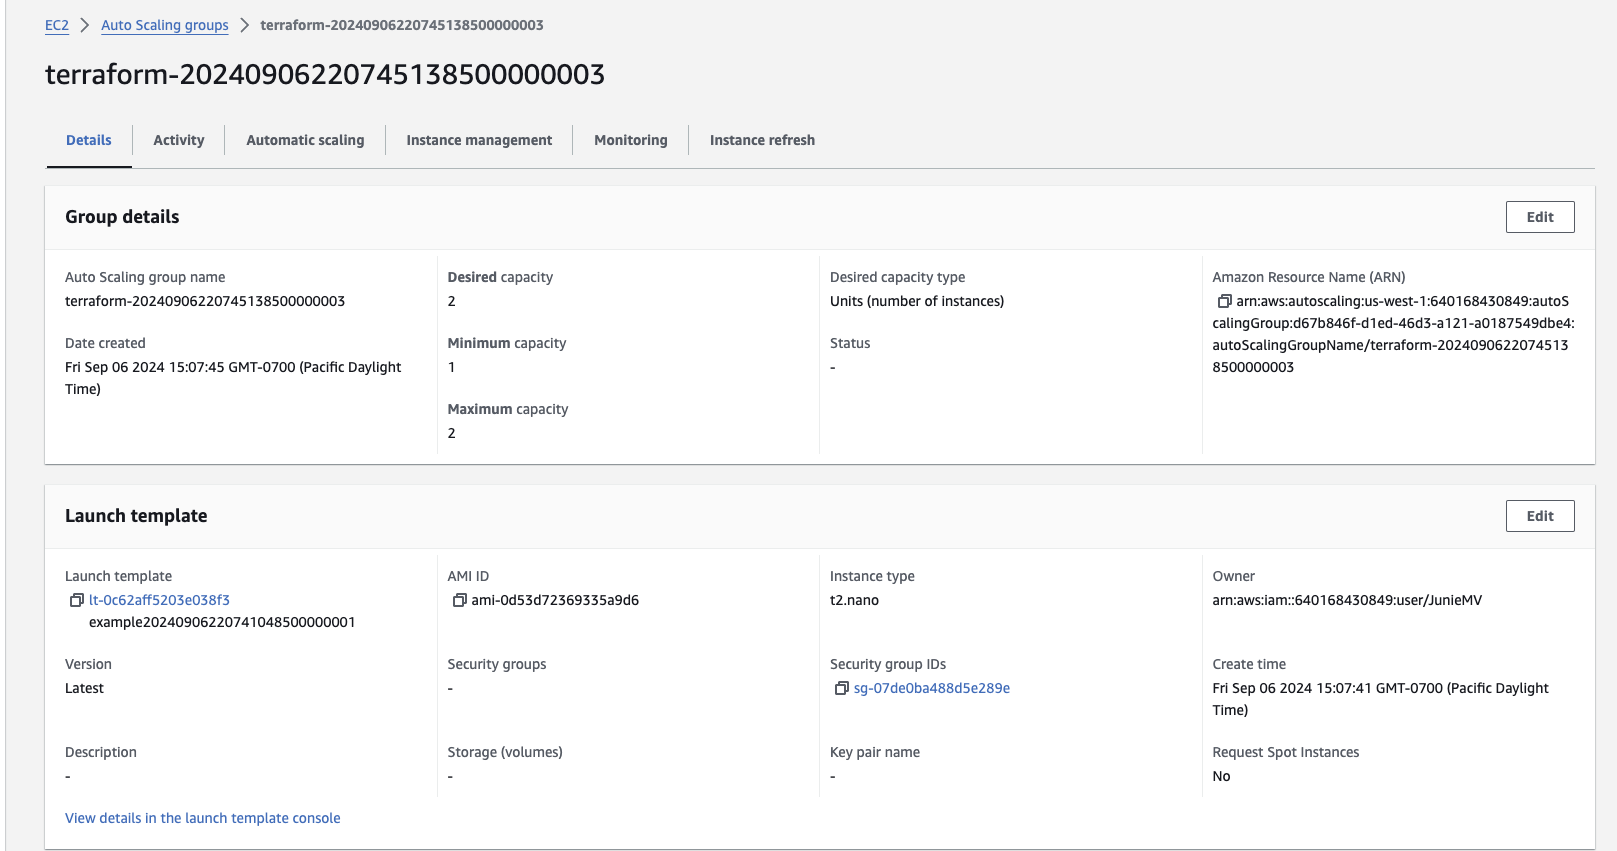 EC2 > Auto Scaling groups > terraform-20240906220745138500000003
terraform-20240906220745138500000003
Details
Activity
Automatic scaling
Instance management
Monitoring
Instance refresh
Group details
Edit
Auto Scaling group name
terraform-20240906220745138500000003
Date created
Fri Sep 06 2024 15:07:45 GMT-0700 (Pacific Daylight
Time)
Desired capacity
2
Minimum capacity
1
Maximum capacity
2
Desired capacity type
Units (number of instances)
Status
-
Amazon Resource Name (ARN)
arn:aws:autoscaling:us-west-1:640168430849:autoS
calingGroup:d67b846f-d1ed-46d3-a121-a0187549dbe4:
autoScalingGroupName/terraform-2024090622074513
8500000003
Launch template
Edit
Launch template
lt-0c62aff5203e038f3
example20240906220741048500000001
AMI ID
ami-0d53d72369335a9d6
Instance type
t2.nano
Owner
arn:aws:iam::640168430849:user/JunieMV
Version
Latest
Security groups
-
Security group IDs
sg-07de0ba488d5e289e
Create time
Fri Sep 06 2024 15:07:41 GMT-0700 (Pacific Daylight
Time)
Description
-
Storage (volumes)
-
Key pair name
-
Request Spot Instances
No
View details in the launch template console